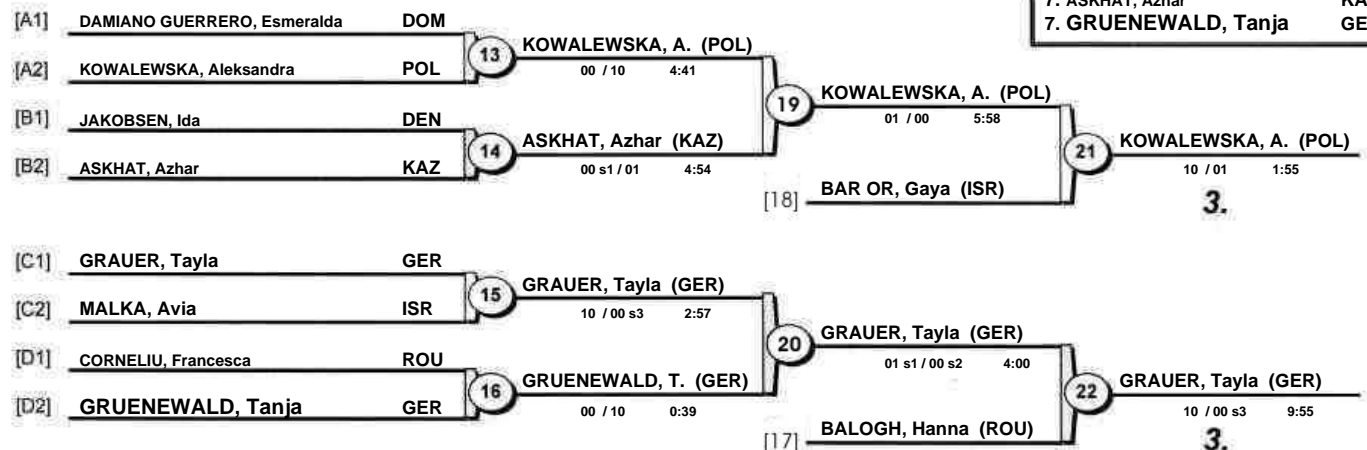 7. ASKHAT, Azhar KA
7. GRUENEWALD, Tanja GE
[A1] DAMIANO GUERRERO, Esmeralda DOM
13
KOWALEWSKA, A. (POL)
00 / 10 4:41
[A2] KOWALEWSKA, Aleksandra POL
19
KOWALEWSKA, A. (POL)
01 / 00 5:58
[B1] JAKOBSEN, Ida DEN
14
ASKHAT, Azhar (KAZ)
00 s1 / 01 4:54
[B2] ASKHAT, Azhar KAZ
21
KOWALEWSKA, A. (POL)
10 / 01 1:55
3.
[18] BAR OR, Gaya (ISR)
[C1] GRAUER, Tayla GER
15
GRAUER, Tayla (GER)
10 / 00 s3 2:57
[C2] MALKA, Avia ISR
20
GRAUER, Tayla (GER)
01 s1 / 00 s2 4:00
[D1] CORNELIU, Francesca ROU
16
GRUENEWALD, T. (GER)
00 / 10 0:39
[D2] GRUENEWALD, Tanja GER
22
GRAUER, Tayla (GER)
10 / 00 s3 9:55
3.
[17] BALOGH, Hanna (ROU)